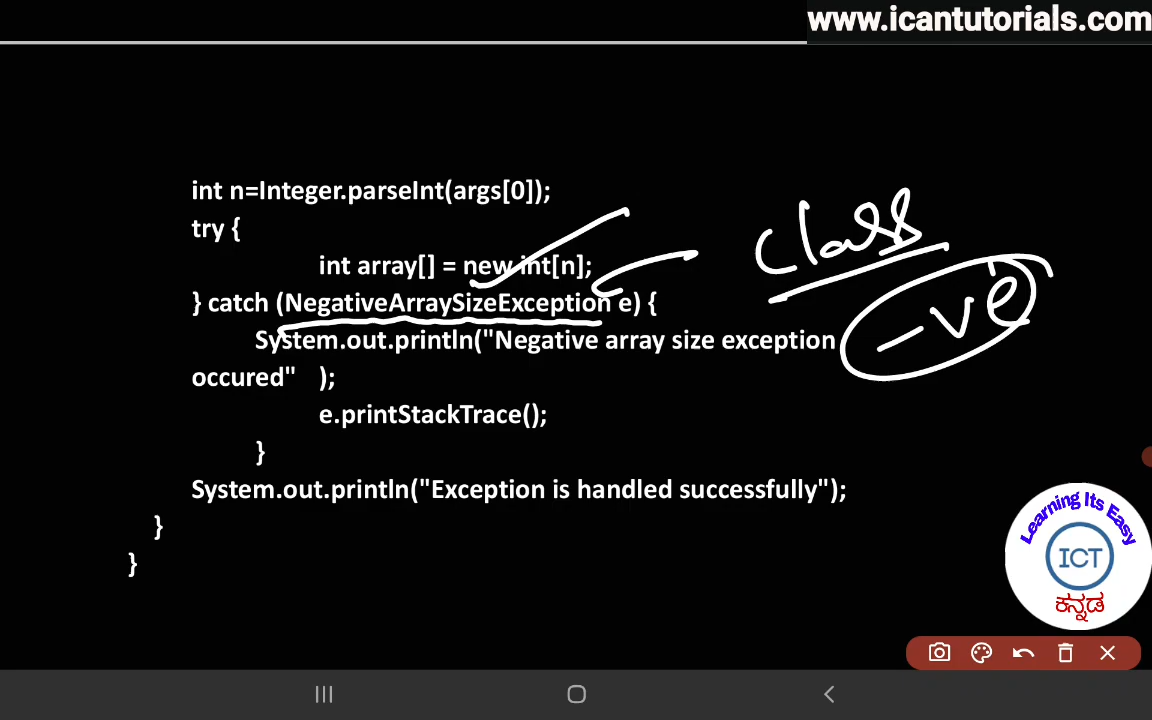 www.icantutorials.com
int n=Integer.parseInt(args[0]);
try {
int array[] = new int[n];
} catch (NegativeArraySizeException e) {
System.out.println("Negative array size exception
occured" );
e.printStackTrace();
}
System.out.println("Exception is handled successfully");
}
}
class
-ve
Learning Its Easy
ICT
ಕನ್ನಡ